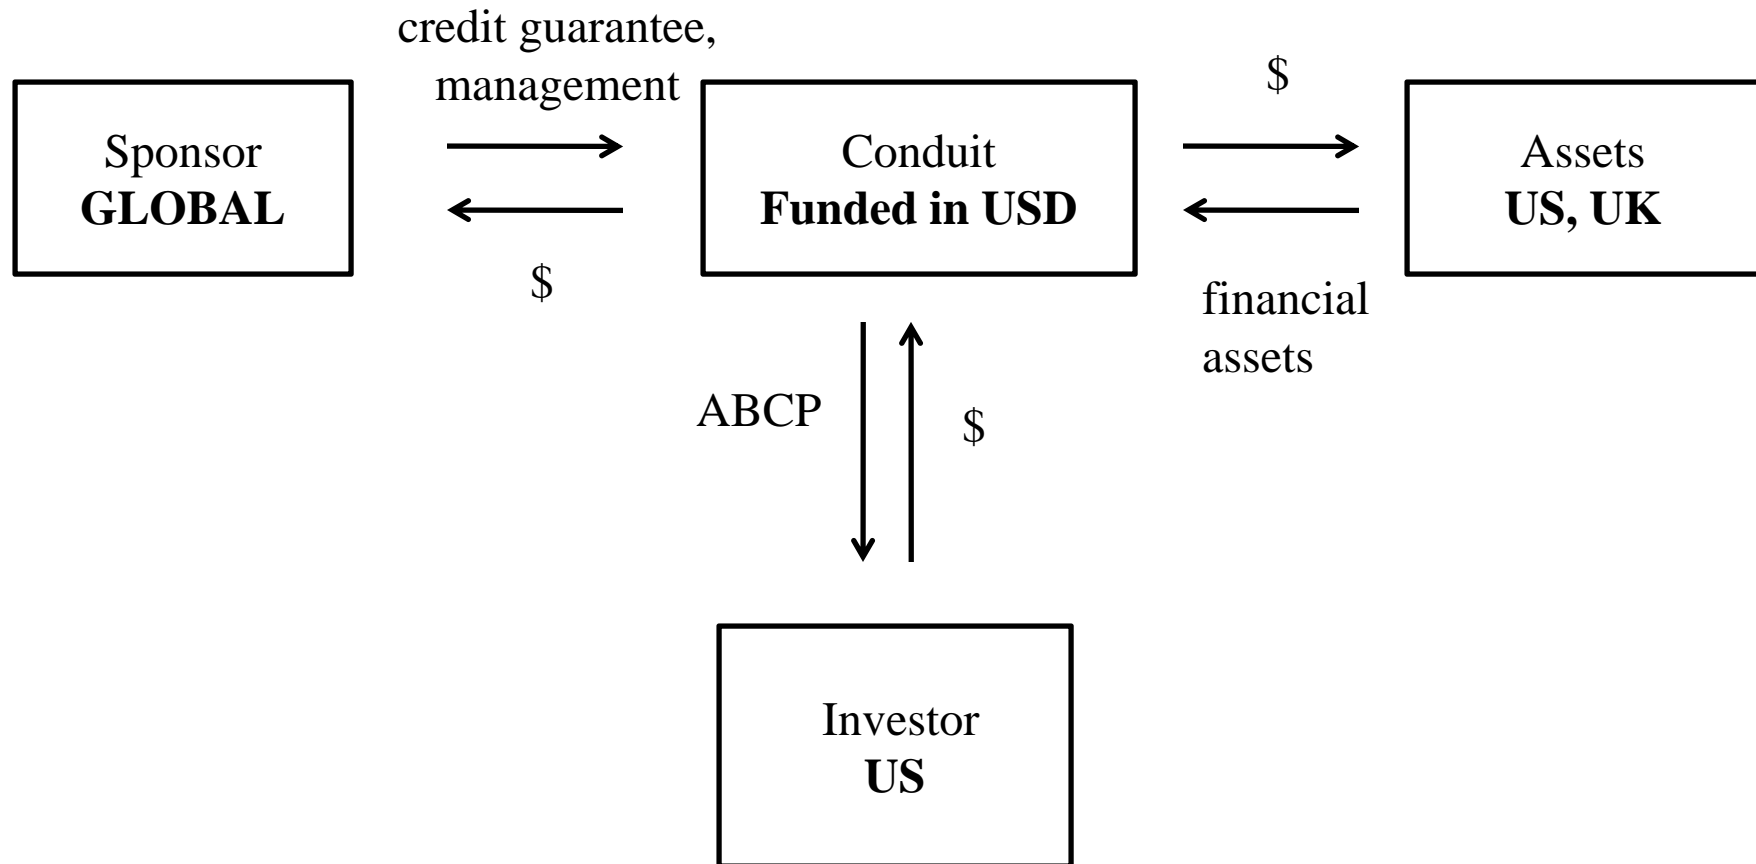 credit guarantee,
management
$
Sponsor
GLOBAL
Conduit
Funded in USD
Assets
US, UK
$
financial
assets
ABCP
$
Investor
US